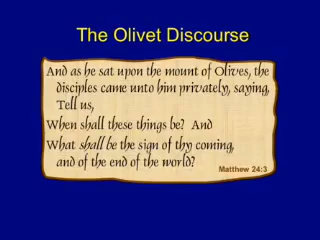 The Olivet Discourse
And as he sat upon the mount of Olives, the
disciples came unto him privately, saying,
Tell us,
When shall these things be? And
What shall be the sign of thy coming,
and of the end of the world?
Matthew 24:3